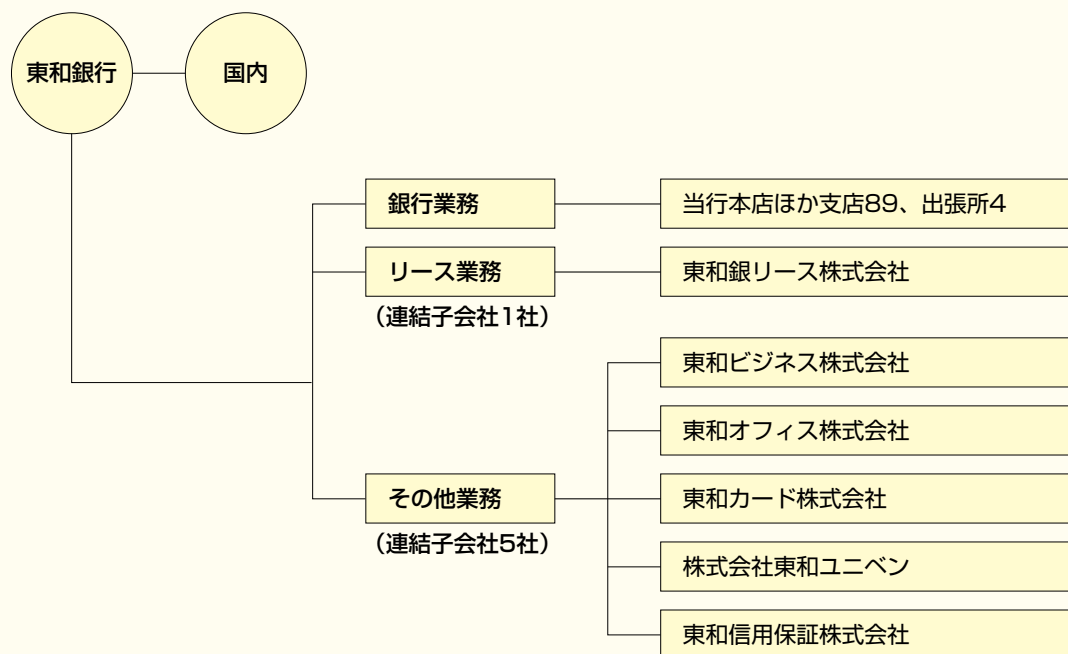 東和銀行
国内
銀行業務
当行本店ほか支店89、出張所4
リース業務
東和銀リース株式会社
（連結子会社1社）
東和ビジネス株式会社
東和オフィス株式会社
その他業務
東和カード株式会社
（連結子会社5社）
株式会社東和ユニベン
東和信用保証株式会社